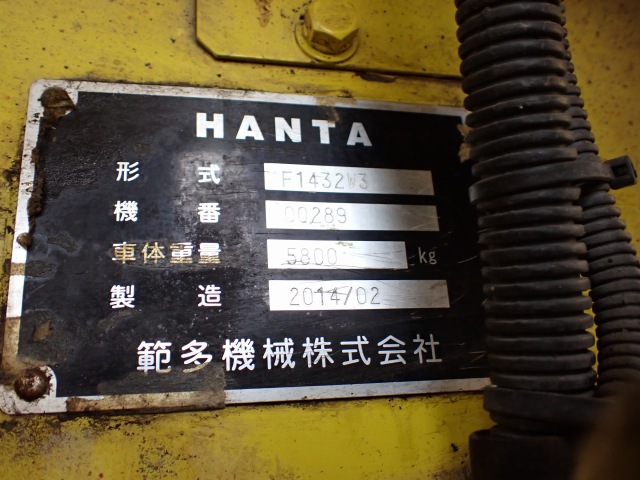 HANTA
形式 F1432W3
機番 00289
車体重量 5800 kg
製造 2014/02
範多機械株式会社